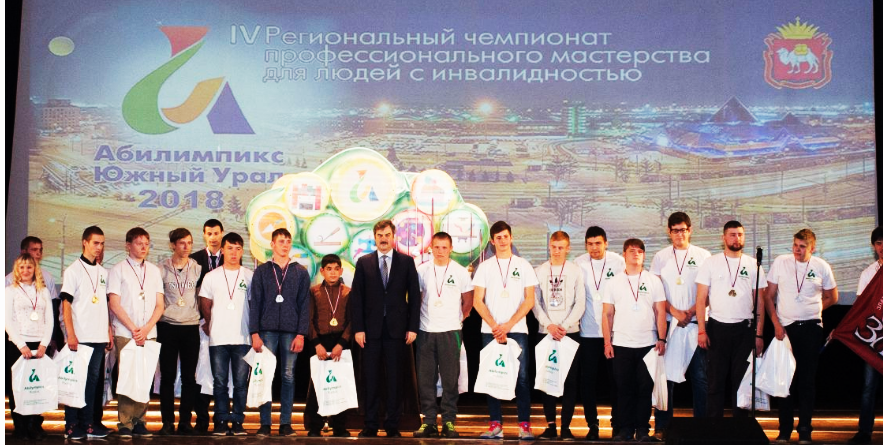 IV Региональный чемпионат
профессионального мастерства
для людей с инвалидностью
Абилимпикс
Южный Урал
2018